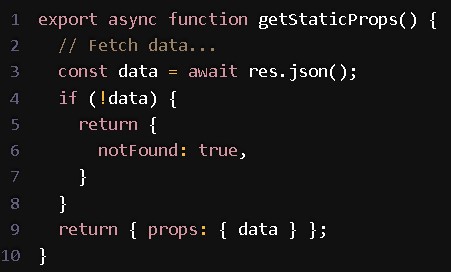 1 export async function getStaticProps() {
2   // Fetch data...
3   const data = await res.json();
4   if (!data) {
5     return {
6       notFound: true,
7     }
8   }
9   return { props: { data } };
10 }